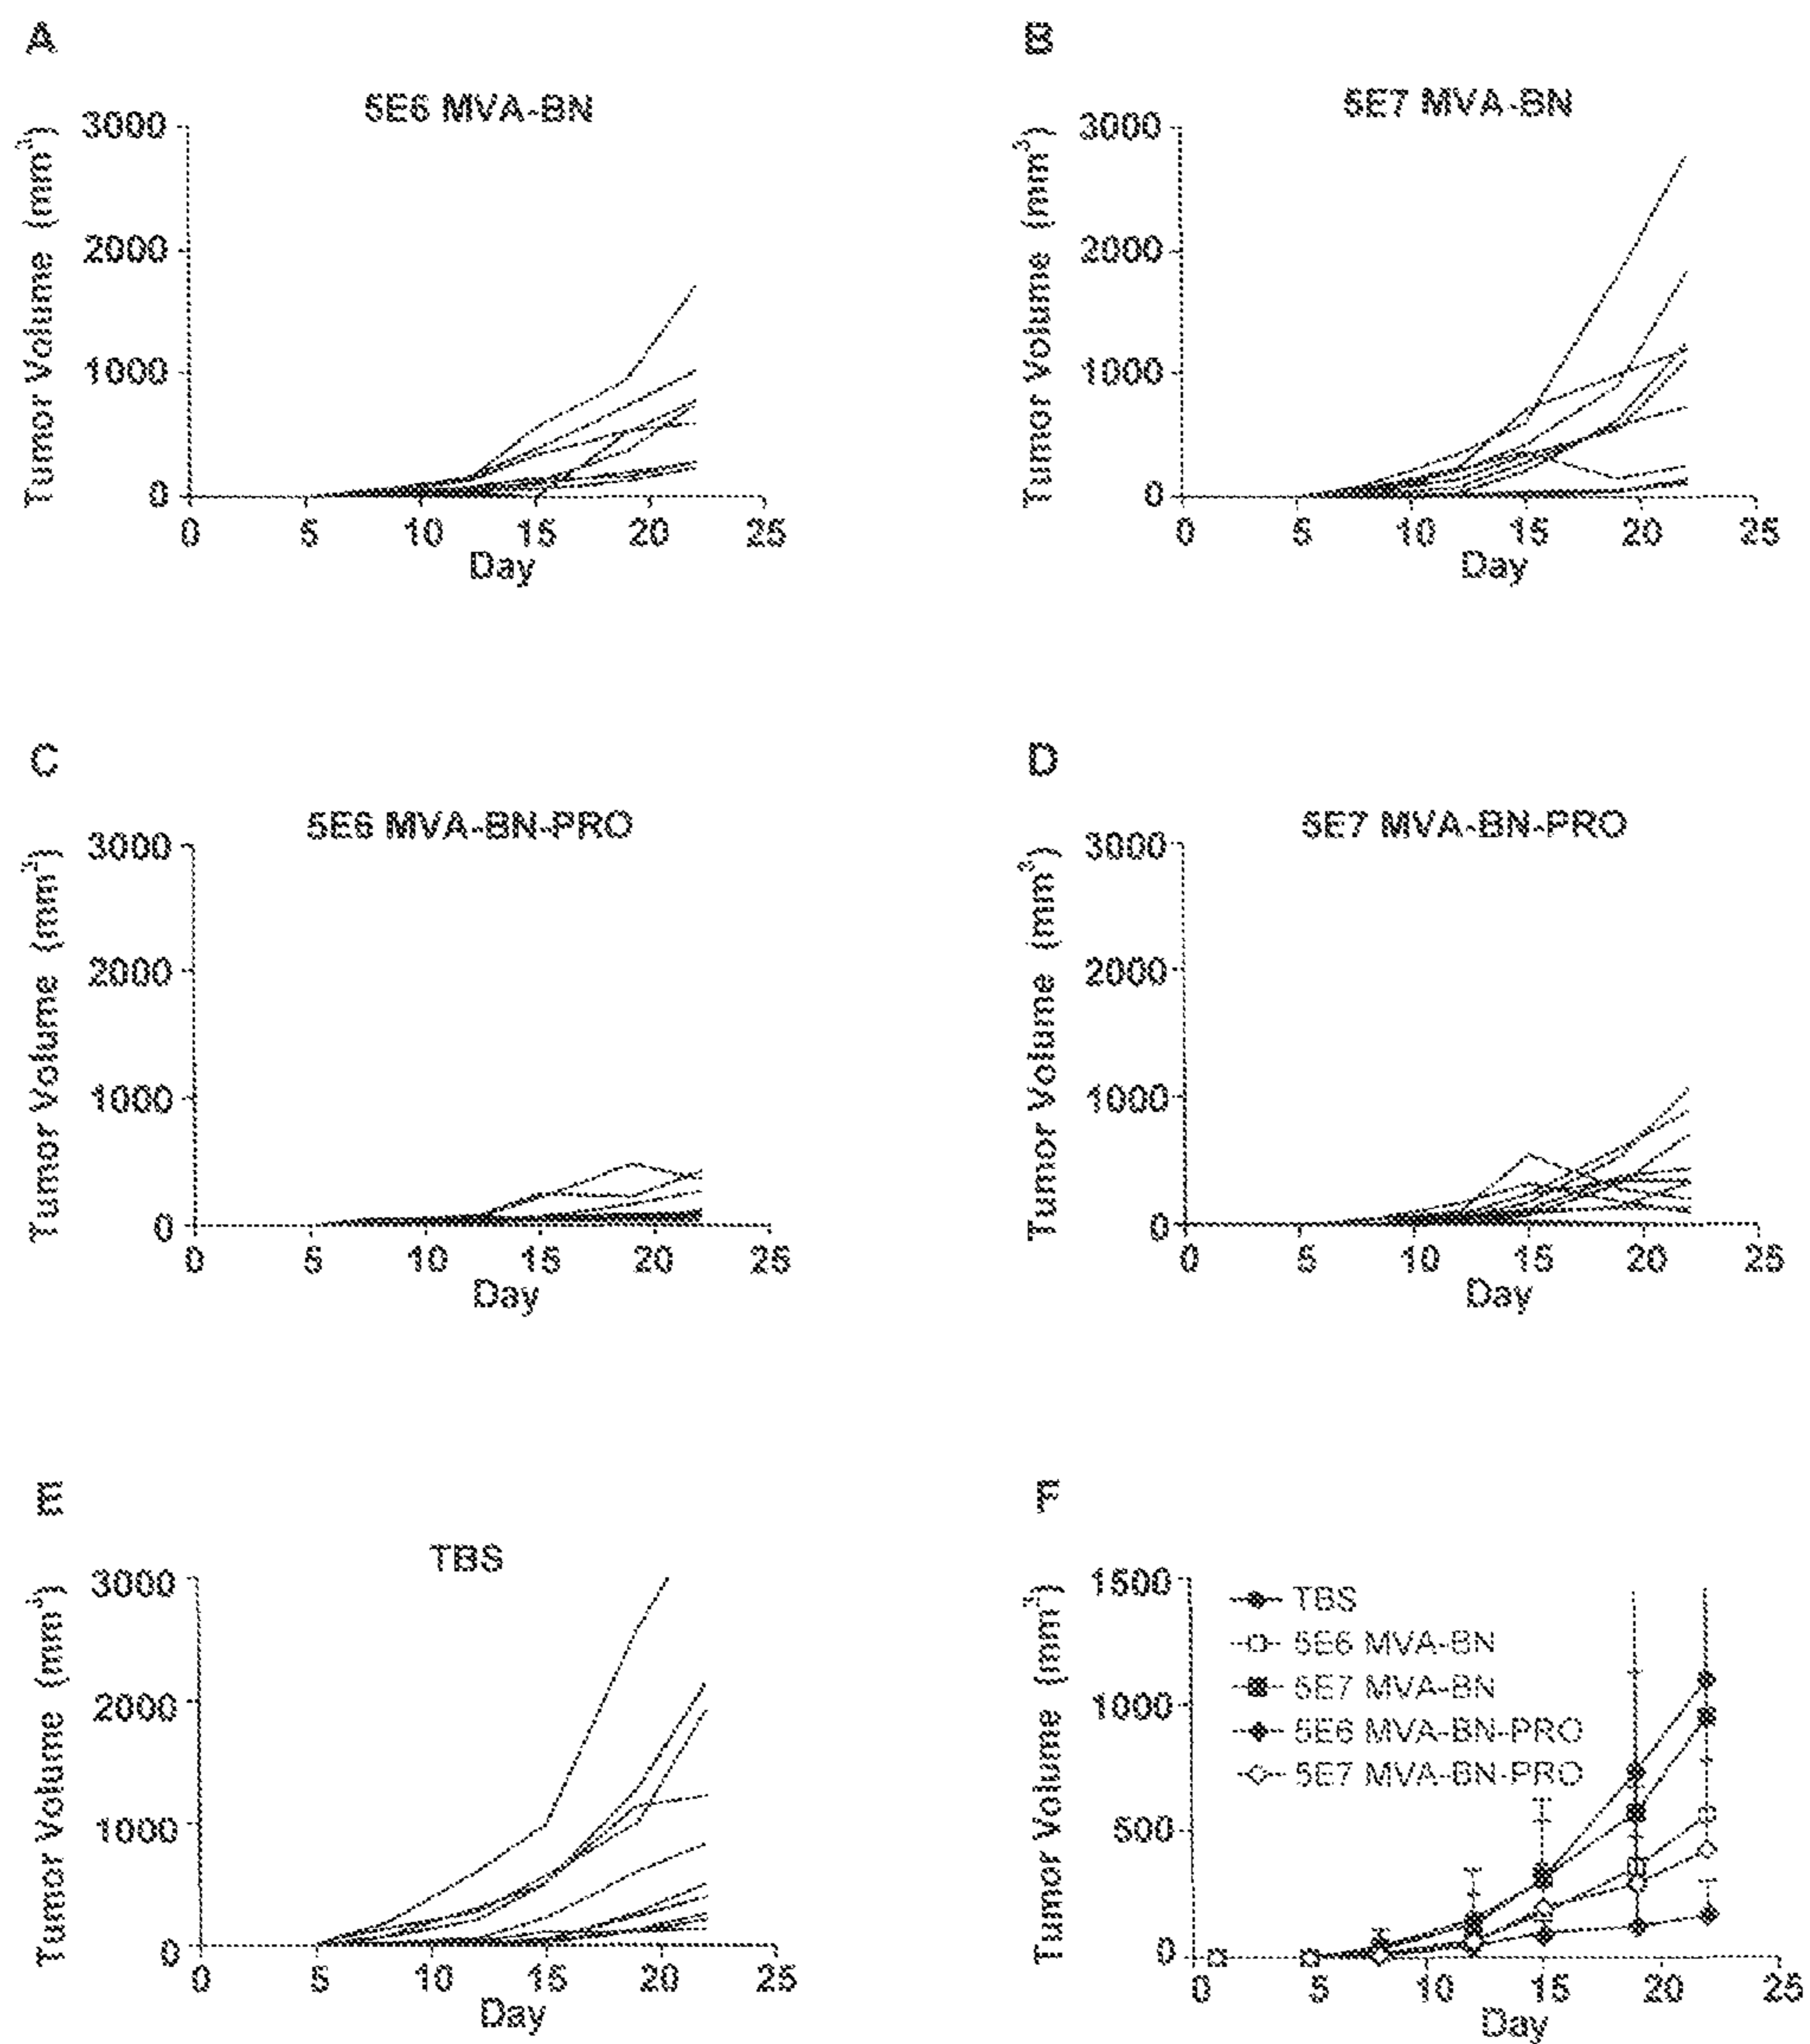 A
5E6 MVA-BN
Tumor Volume (mm³)
3000
2000
1000
0
0 5 10 15 20 25
Day
B
5E7 MVA-BN
Tumor Volume (mm³)
3000
2000
1000
0
0 5 10 15 20 25
Day
C
5E6 MVA-BN-PRO
Tumor Volume (mm³)
3000
2000
1000
0
0 5 10 15 20 25
Day
D
5E7 MVA-BN-PRO
Tumor Volume (mm³)
3000
2000
1000
0
0 5 10 15 20 25
Day
E
TBS
Tumor Volume (mm³)
3000
2000
1000
0
0 5 10 15 20 25
Day
F
Tumor Volume (mm³)
1500
1000
500
0
TBS
5E6 MVA-BN
5E7 MVA-BN
5E6 MVA-BN-PRO
5E7 MVA-BN-PRO
0 5 10 15 20 25
Day